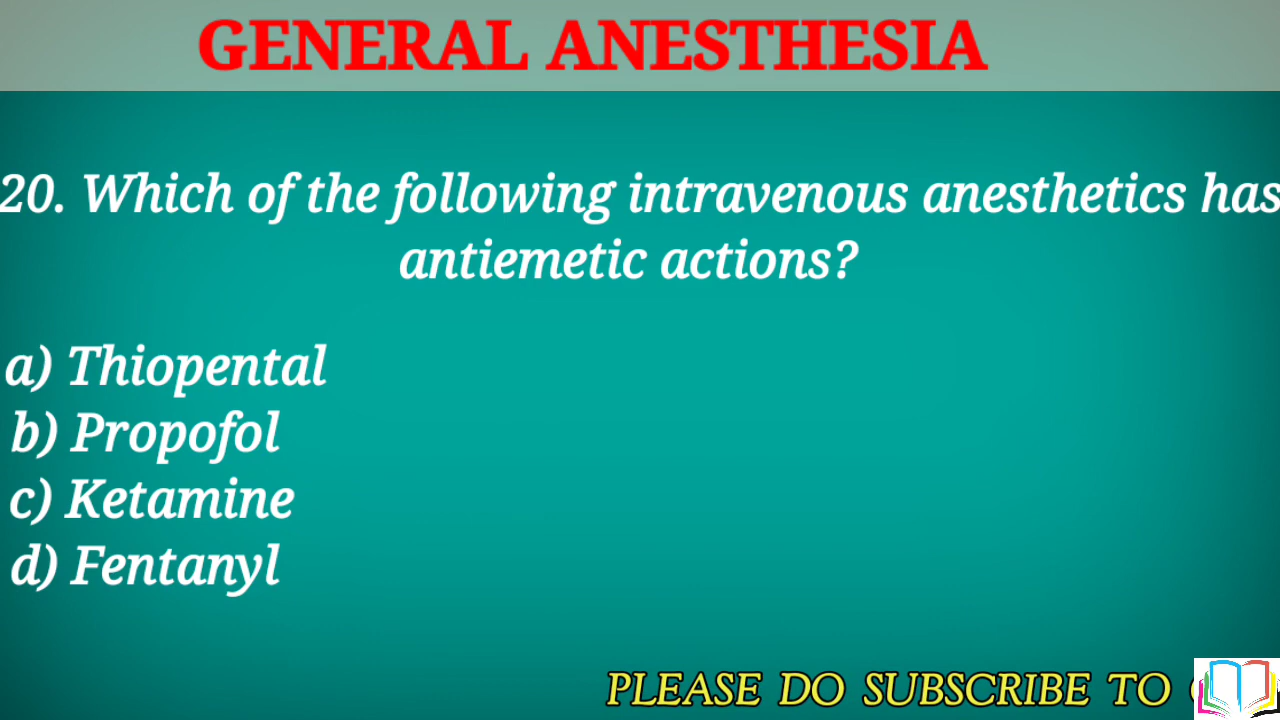 GENERAL ANESTHESIA
20. Which of the following intravenous anesthetics has
antiemetic actions?
a) Thiopental
b) Propofol
c) Ketamine
d) Fentanyl
PLEASE DO SUBSCRIBE TO